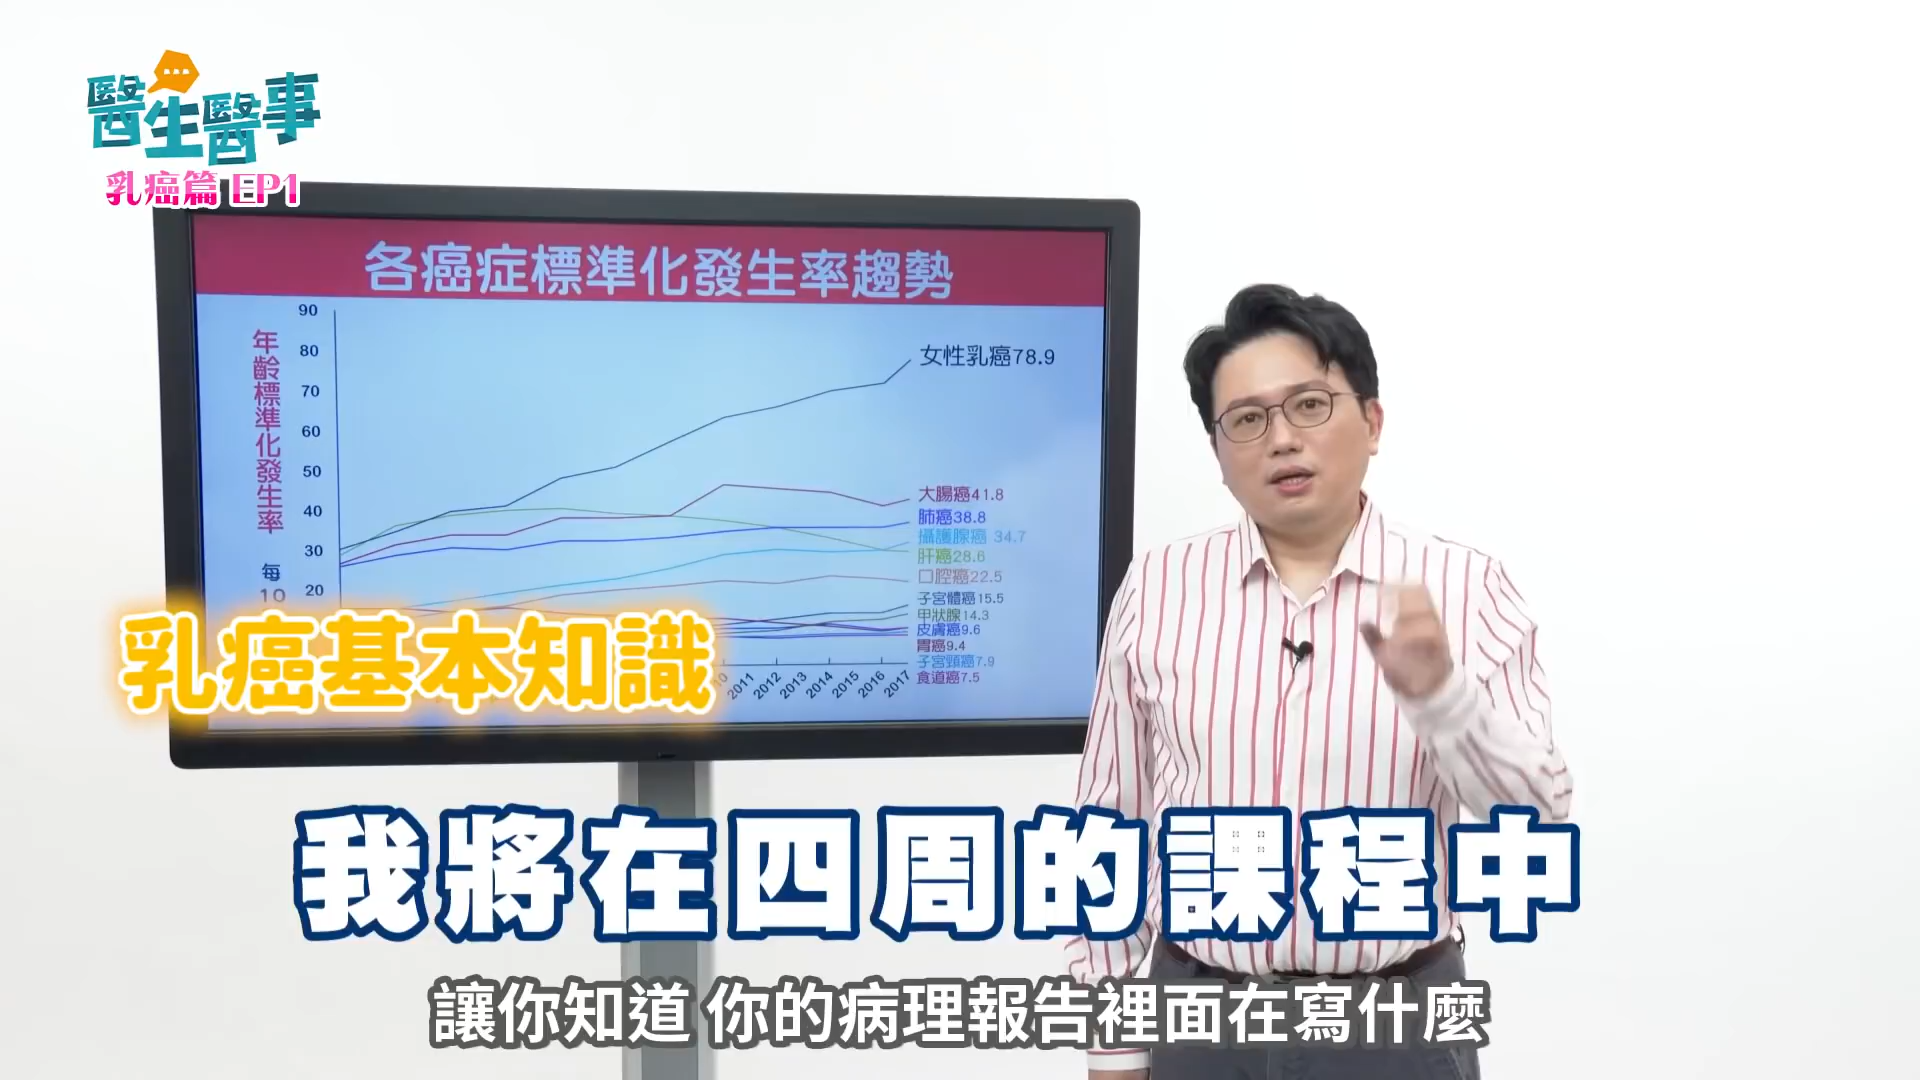 醫生醫事
乳癌篇 EP1
各癌症標準化發生率趨勢
年齡標準化發生率 每10
90
80
70
60
50
40
30
20
女性乳癌78.9
大腸癌41.8
肺癌38.8
攝護腺癌 34.7
肝癌28.6
口腔癌22.5
子宮體癌15.5
甲狀腺14.3
皮膚癌9.6
胃癌9.4
子宮頸癌7.9
食道癌7.5
10 2011 2012 2013 2014 2015 2016 2017
乳癌基本知識
我將在四周的課程中
讓你知道 你的病理報告裡面在寫什麼